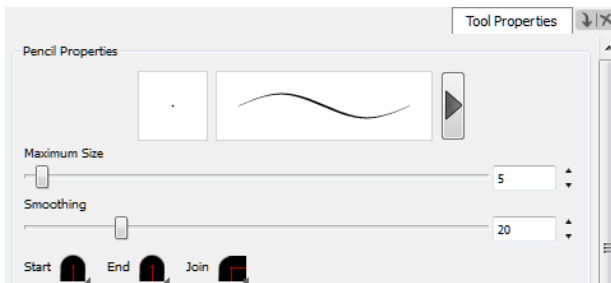 Tool Properties
Pencil Properties
Maximum Size
5
Smoothing
20
Start End Join